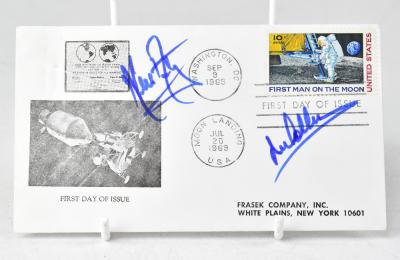 WASHINGTON, DC
SEP
9
1969
10¢
FIRST MAN ON THE MOON
UNITED STATES
FIRST DAY OF ISSUE
MOON LANDING
JUL
20
1969
USA
FIRST DAY OF ISSUE
FRASEK COMPANY, INC.
WHITE PLAINS, NEW YORK 10601